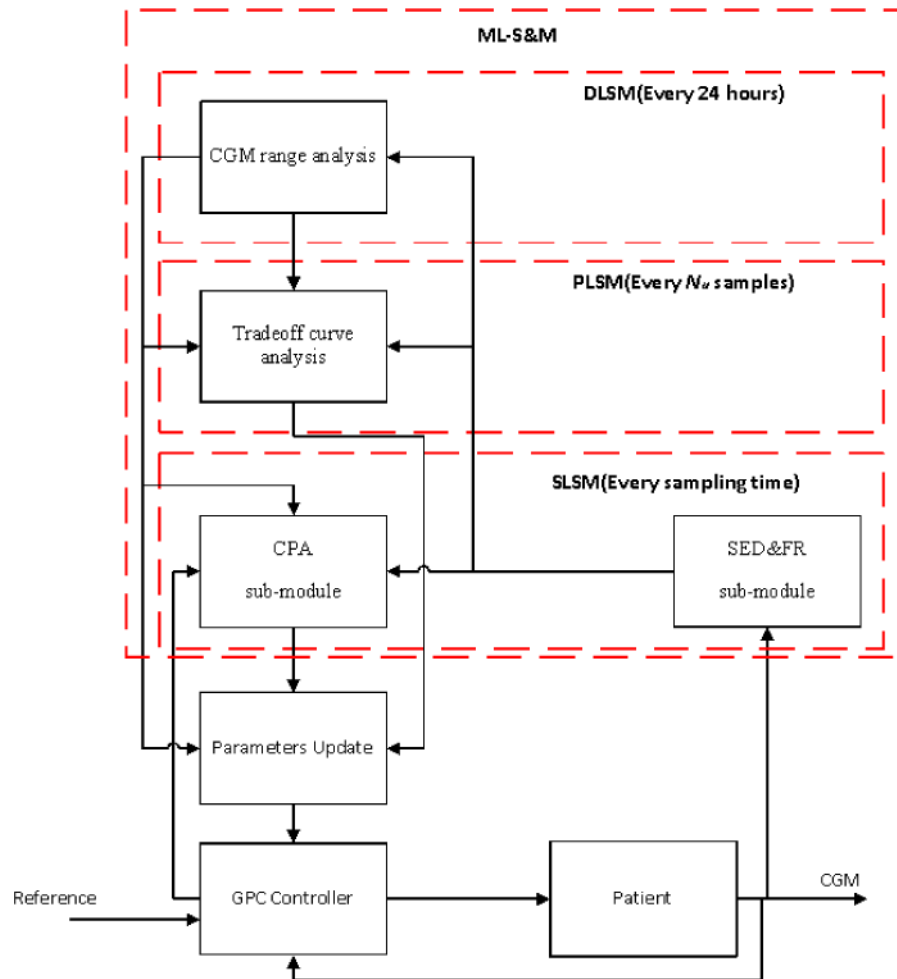 ML-S&M
DLSM(Every 24 hours)
CGM range analysis
PLSM(Every Nα samples)
Tradeoff curve
analysis
SLSM(Every sampling time)
CPA
sub-module
SED&FR
sub-module
Parameters Update
Reference
GPC Controller
Patient
CGM